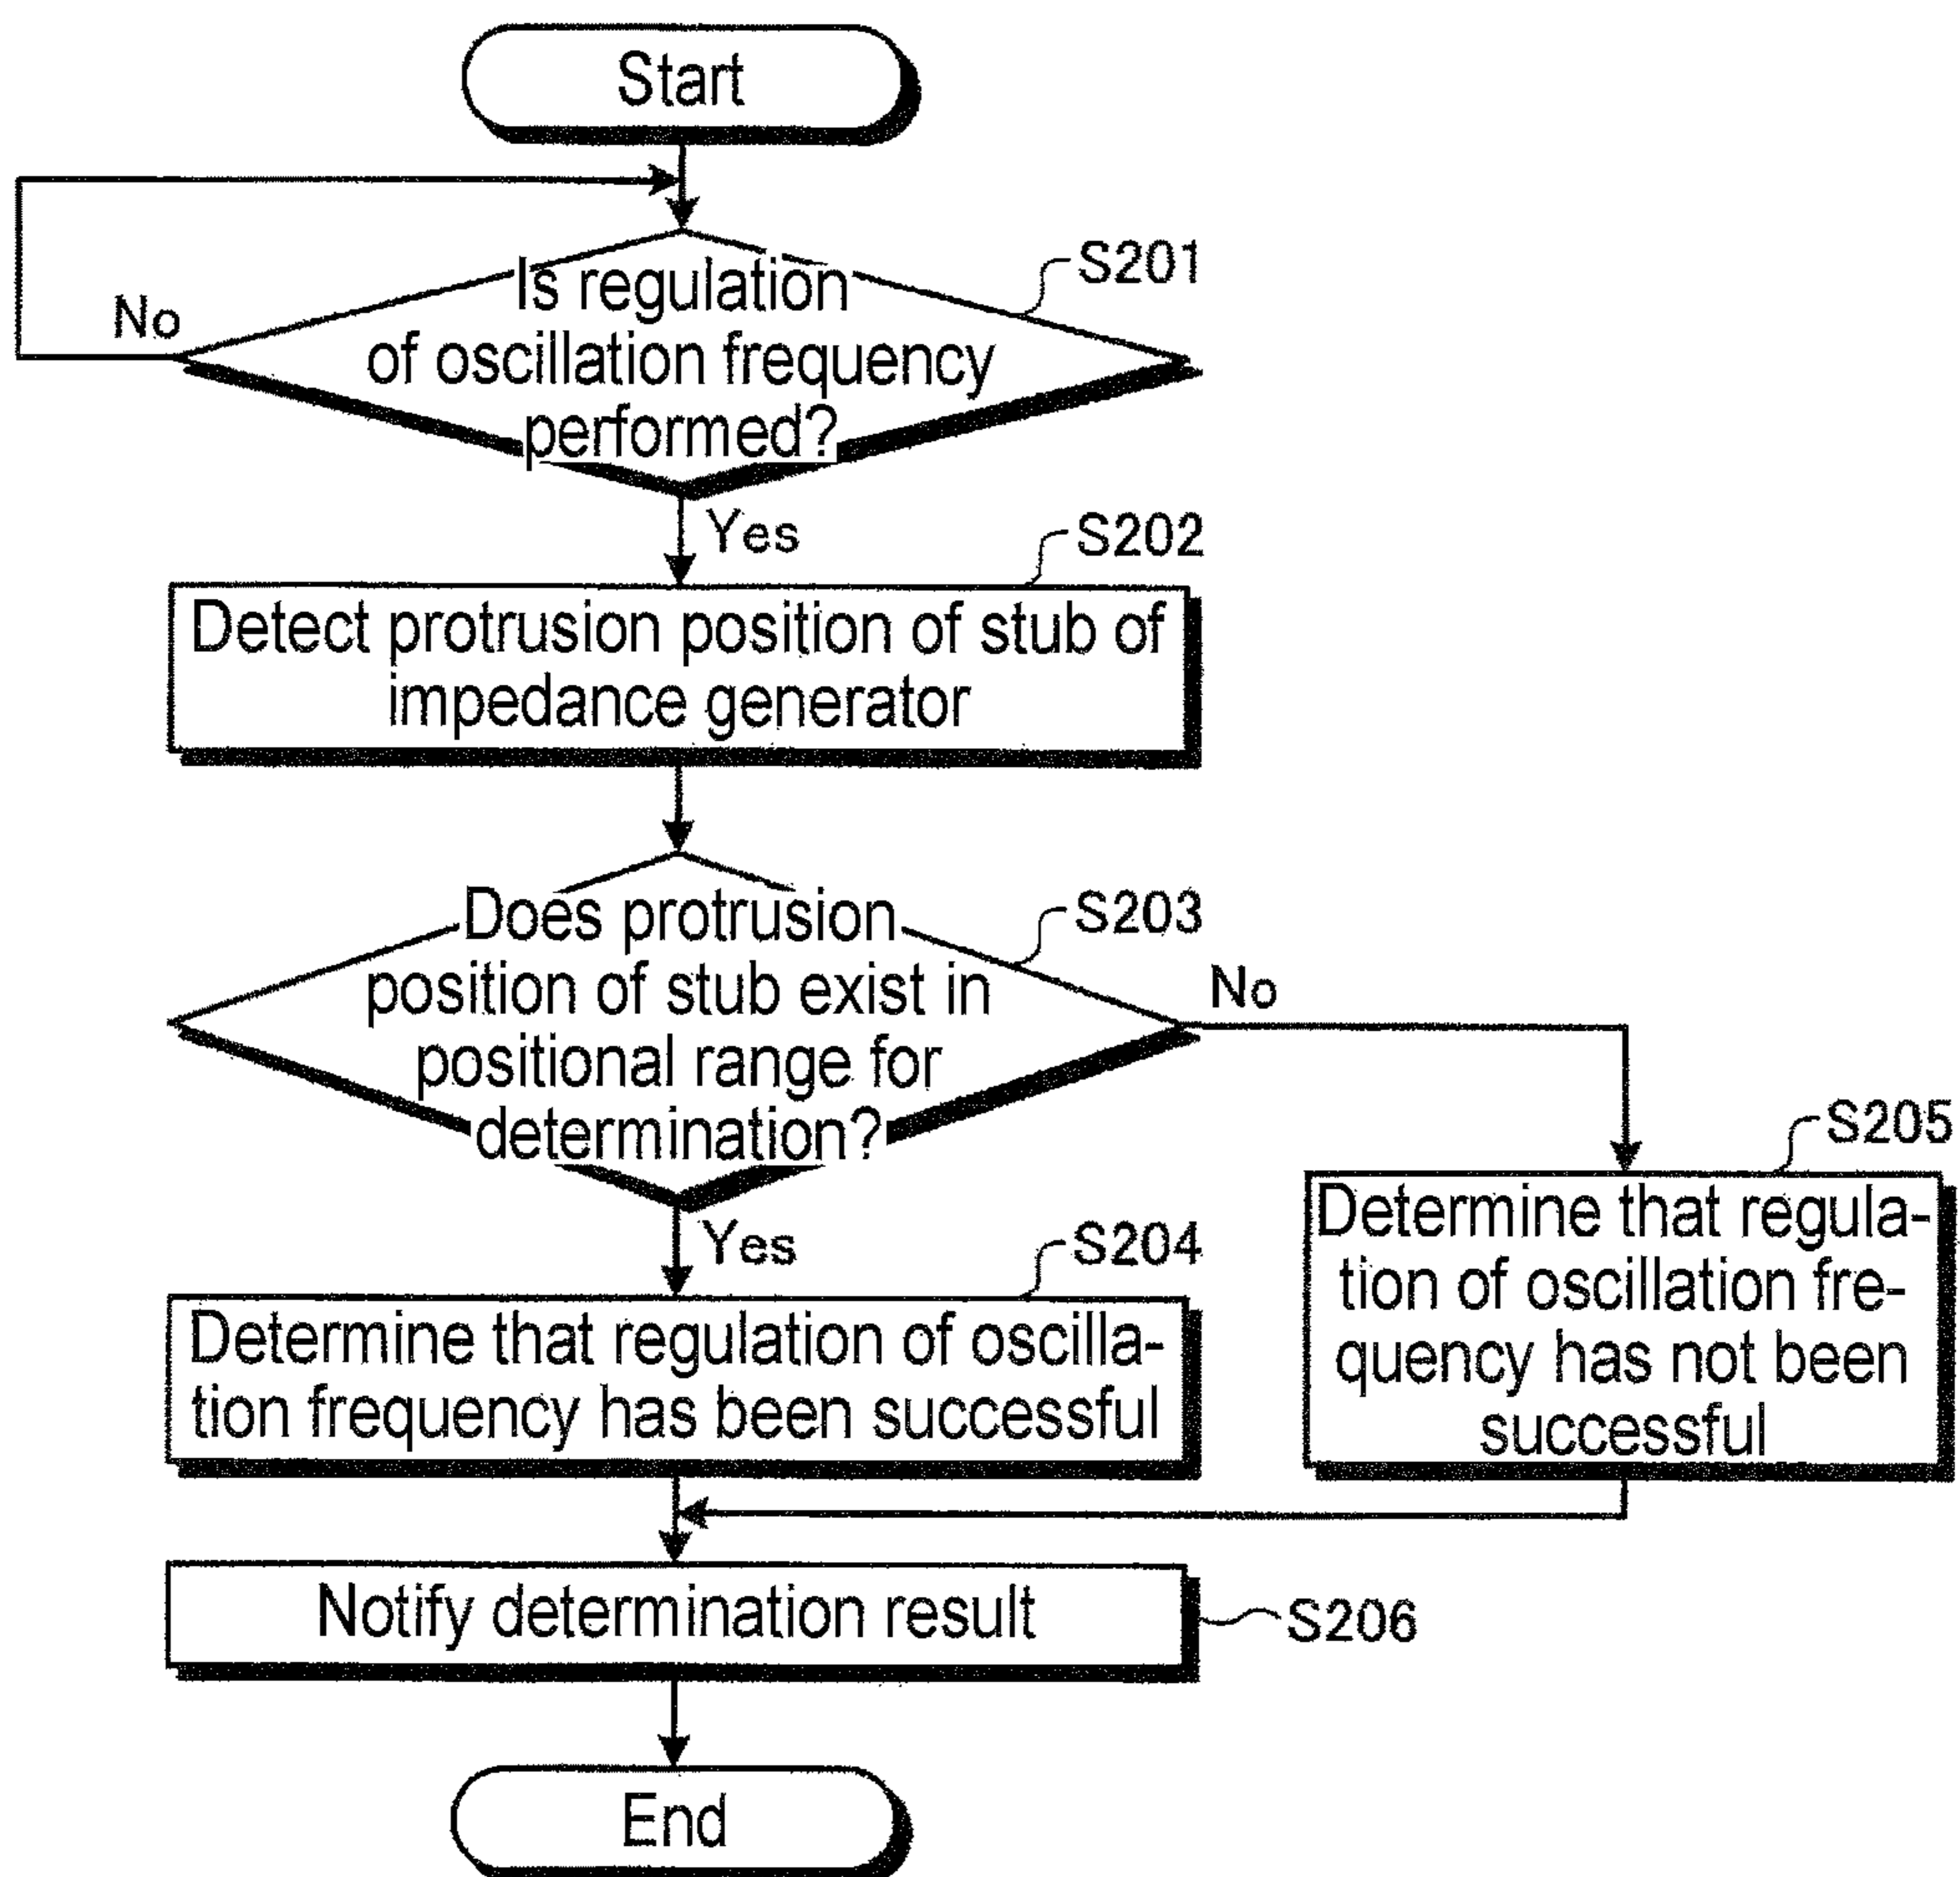 Start
Is regulation
of oscillation frequency
performed?
S201
No
Yes
S202
Detect protrusion position of stub of
impedance generator
Does protrusion
position of stub exist in
positional range for
determination?
S203
No
Yes
S204
Determine that regulation of oscilla-
tion frequency has been successful
S205
Determine that regula-
tion of oscillation fre-
quency has not been
successful
Notify determination result
S206
End